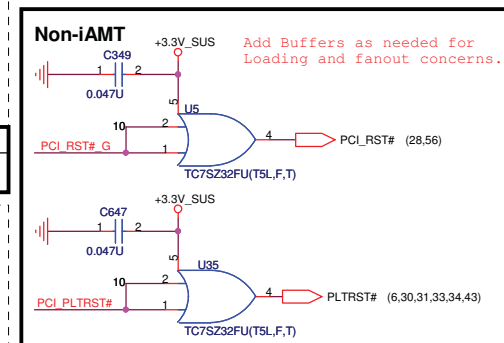 Non-iAMT
+3.3V_SUS
Add Buffers as needed for
Loading and fanout concerns.
C349
1 2
0.047U
5
U5
10
2
PCI_RST#_G
1
4
PCI_RST# (28,56)
TC7SZ32FU(T5L,F,T)
+3.3V_SUS
C647
1 2
0.047U
5
U35
10
2
PCI_PLTRST#
1
4
PLTRST# (6,30,31,33,34,43)
TC7SZ32FU(T5L,F,T)